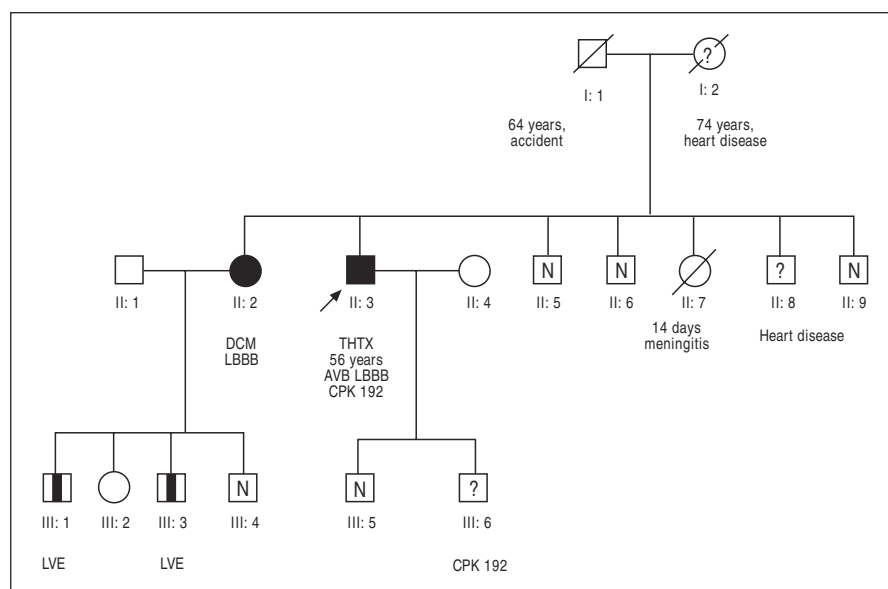 ?
I: 1
I: 2
64 years,
accident
74 years,
heart disease
N
N
?
N
II: 1
II: 2
II: 3
II: 4
II: 5
II: 6
II: 7
II: 8
II: 9
DCM
LBBB
THTX
56 years
AVB LBBB
CPK 192
14 days
meningitis
Heart disease
N
N
?
III: 1
III: 2
III: 3
III: 4
III: 5
III: 6
LVE
LVE
CPK 192